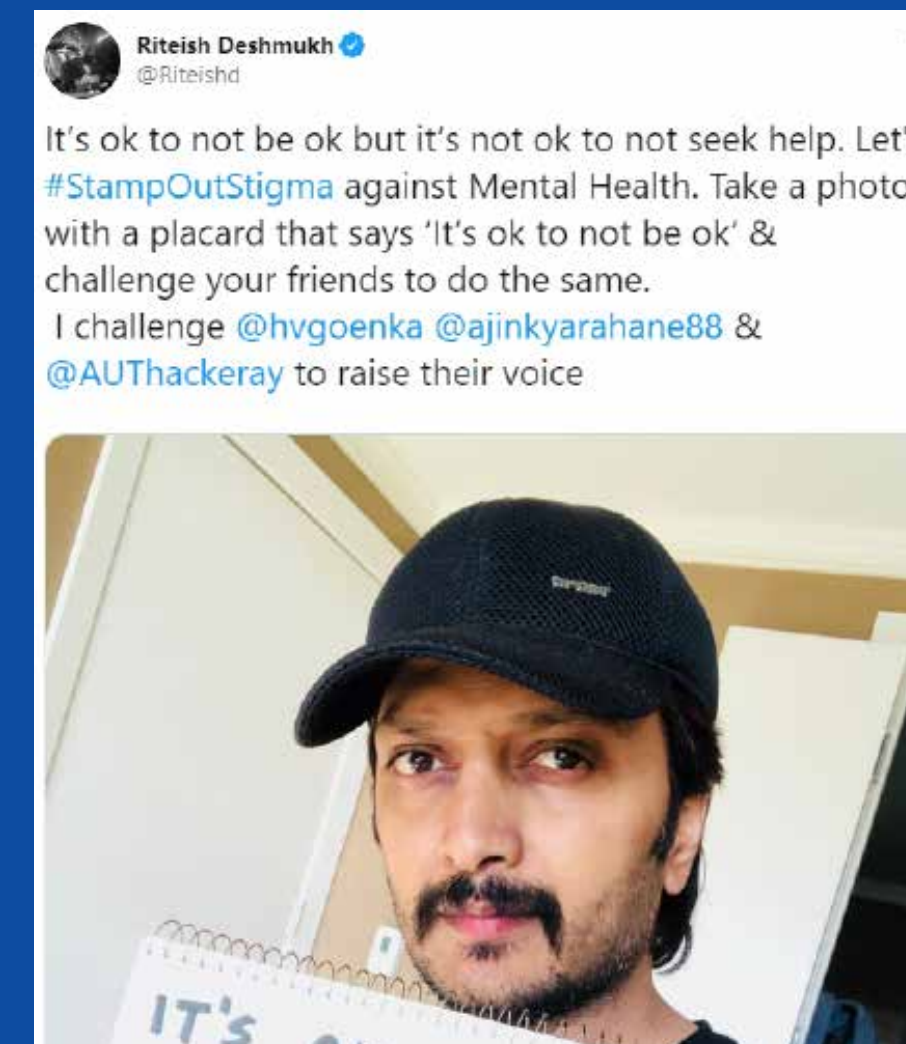 Riteish Deshmukh
@Riteishd
It's ok to not be ok but it's not ok to not seek help. Let'
#StampOutStigma against Mental Health. Take a photo
with a placard that says 'It's ok to not be ok' &
challenge your friends to do the same.
I challenge @hvgoenka @ajinkyarahane88 &
@AUThackeray to raise their voice
IT'S